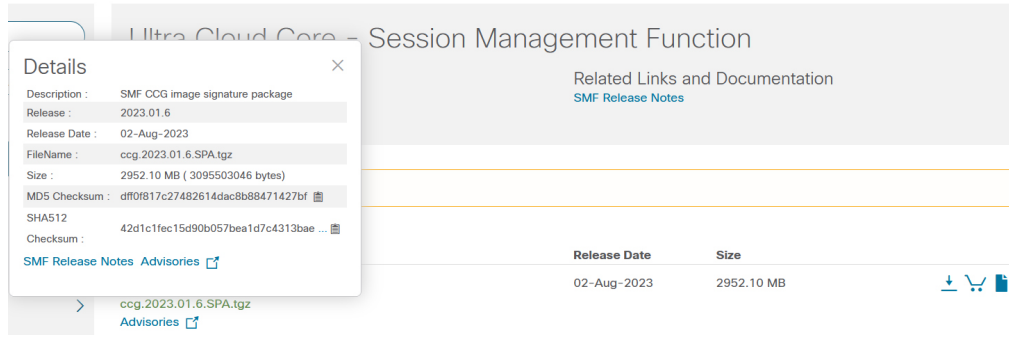 Ultra Cloud Core - Session Management Function
Details
Description : SMF CCG image signature package
Release : 2023.01.6
Release Date : 02-Aug-2023
FileName : ccg.2023.01.6.SPA.tgz
Size : 2952.10 MB ( 3095503046 bytes)
MD5 Checksum : dff0f817c27482614dac8b88471427bf
SHA512
Checksum :
42d1c1fec15d90b057bea1d7c4313bae ...
SMF Release Notes Advisories
Related Links and Documentation
SMF Release Notes
Release Date Size
02-Aug-2023 2952.10 MB
ccg.2023.01.6.SPA.tgz
Advisories